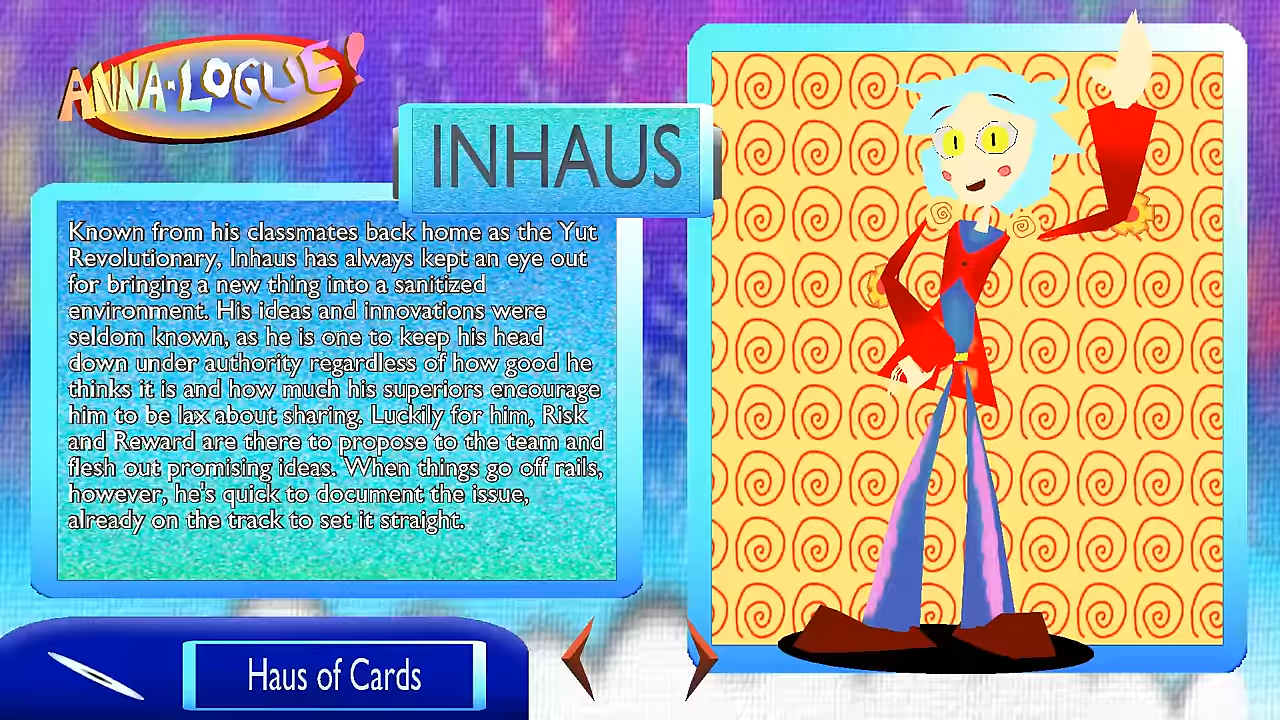 ANNA-LOGUE!
INHAUS
Known from his classmates back home as the Yut
Revolutionary, Inhaus has always kept an eye out
for bringing a new thing into a sanitized
environment. His ideas and innovations were
seldom known, as he is one to keep his head
down under authority regardless of how good he
thinks it is and how much his superiors encourage
him to be lax about sharing. Luckily for him, Risk
and Reward are there to propose to the team and
flesh out promising ideas. When things go off rails,
however, he's quick to document the issue,
already on the track to set it straight.
Haus of Cards